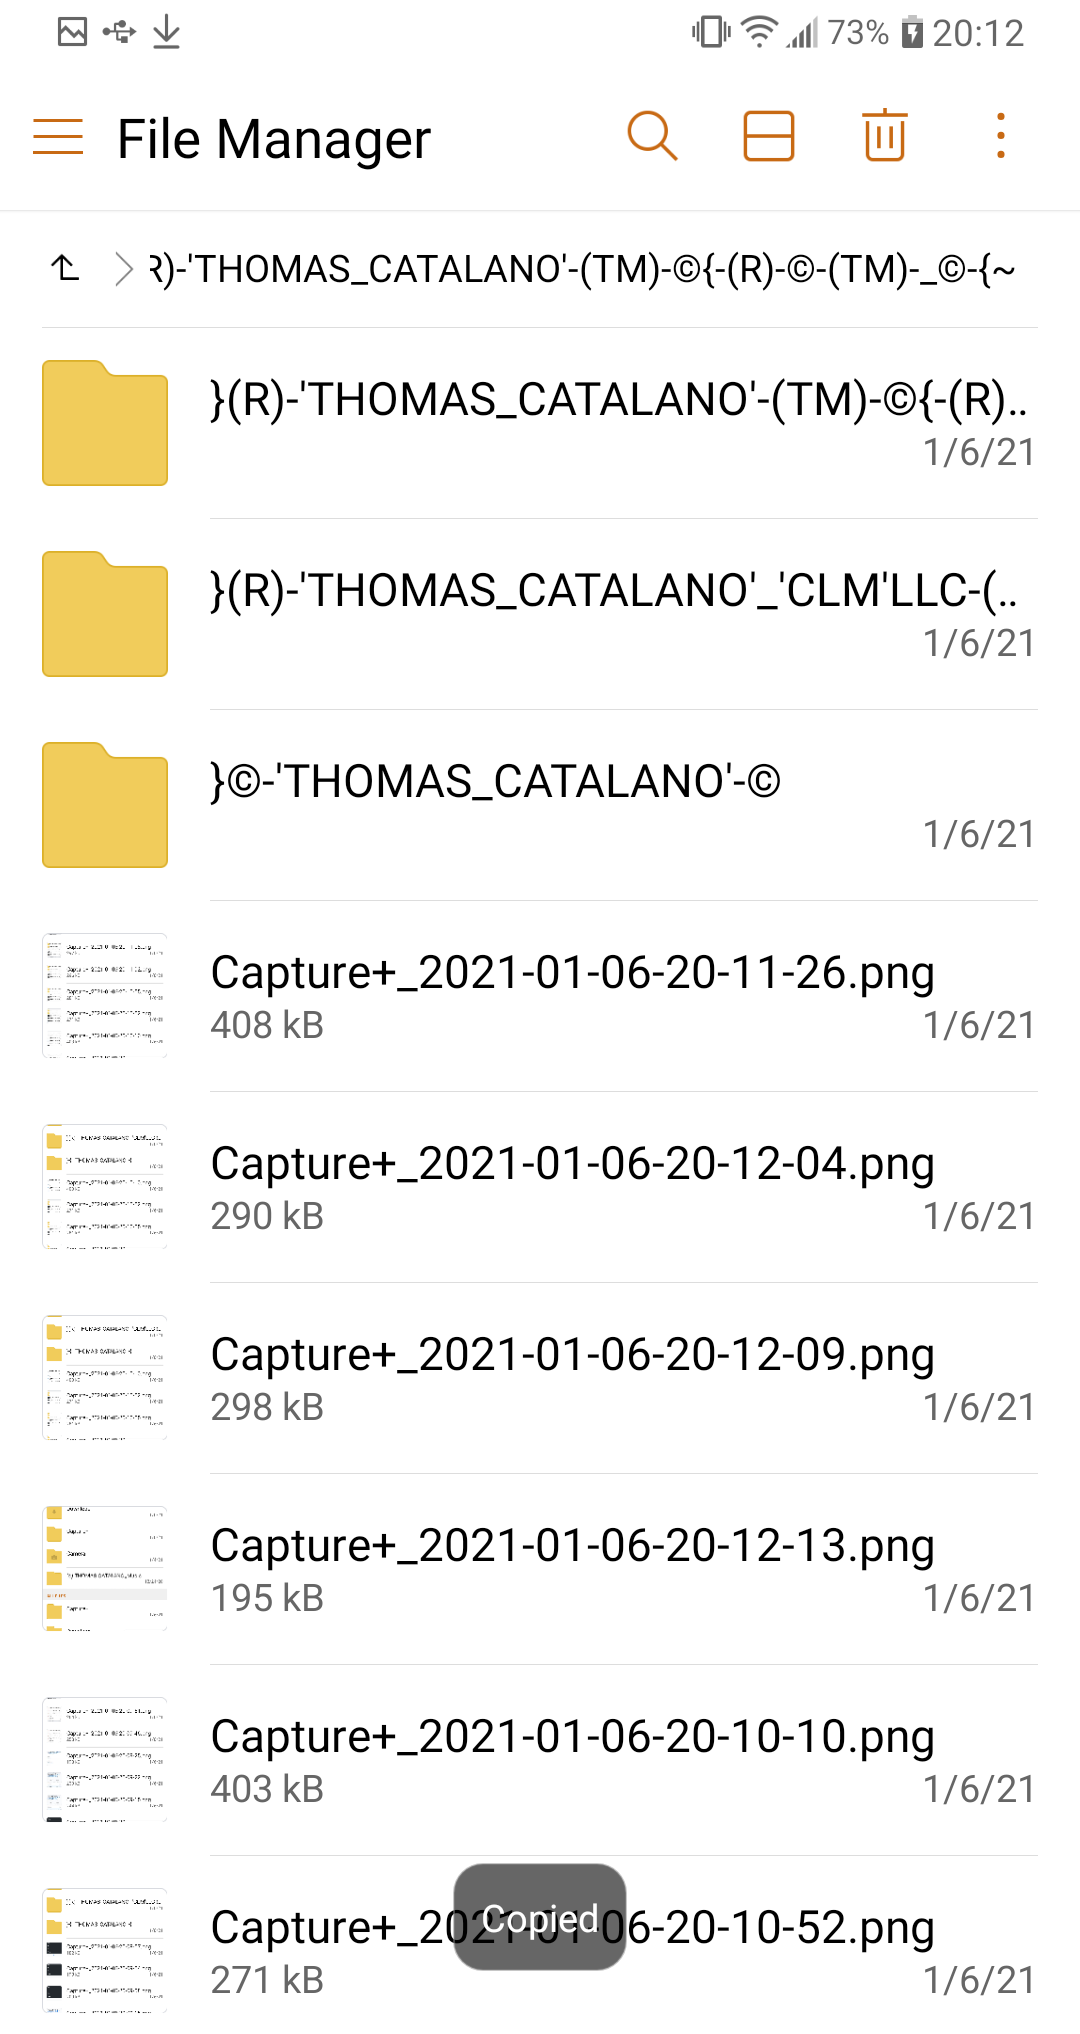 73% 20:12
File Manager
R)-'THOMAS_CATALANO'-(TM)-©{-(R)-©-(TM)-_©-{~
}(R)-'THOMAS_CATALANO'-(TM)-©{-(R)..
1/6/21
}(R)-'THOMAS_CATALANO'_'CLM'LLC-(..
1/6/21
}©-'THOMAS_CATALANO'-©
1/6/21
Capture+_2021-01-06-20-11-26.png
408 kB 1/6/21
Capture+_2021-01-06-20-12-04.png
290 kB 1/6/21
Capture+_2021-01-06-20-12-09.png
298 kB 1/6/21
Capture+_2021-01-06-20-12-13.png
195 kB 1/6/21
Capture+_2021-01-06-20-10-10.png
403 kB 1/6/21
Capture+_2021-01-06-20-10-52.png
Copied
271 kB 1/6/21